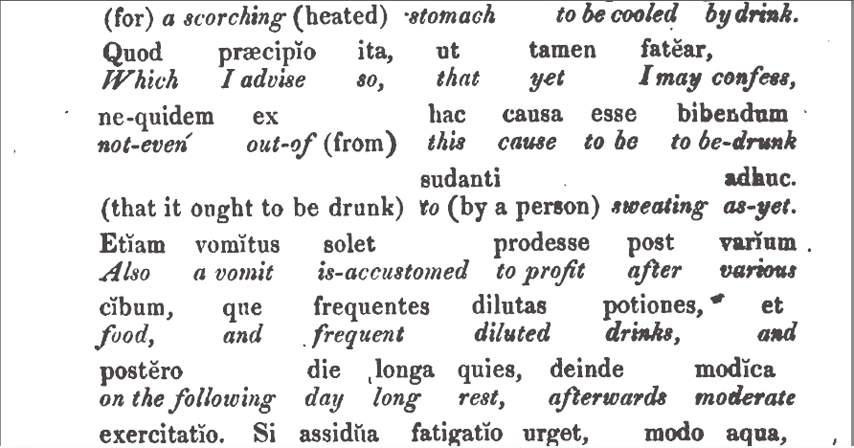 (for) a scorching (heated) stomach to be cooled by drink.
Quod præcipĭo ita, ut tamen fatĕar,
Which I advise so, that yet I may confess,
ne-quidem ex hac causa esse bibendum
not-even out-of (from) this cause to be to be-drunk
sudanti adhuc.
(that it ought to be drunk) to (by a person) sweating as-yet.
Etĭam vomĭtus solet prodesse post varĭum
Also a vomit is-accustomed to profit after various
cĭbum, que frequentes dilutas potiones, et
food, and frequent diluted drinks, and
postĕro die longa quies, deinde modĭca
on the following day long rest, afterwards moderate
exercitatĭo. Si assidŭa fatigatĭo urget, modo aqua,